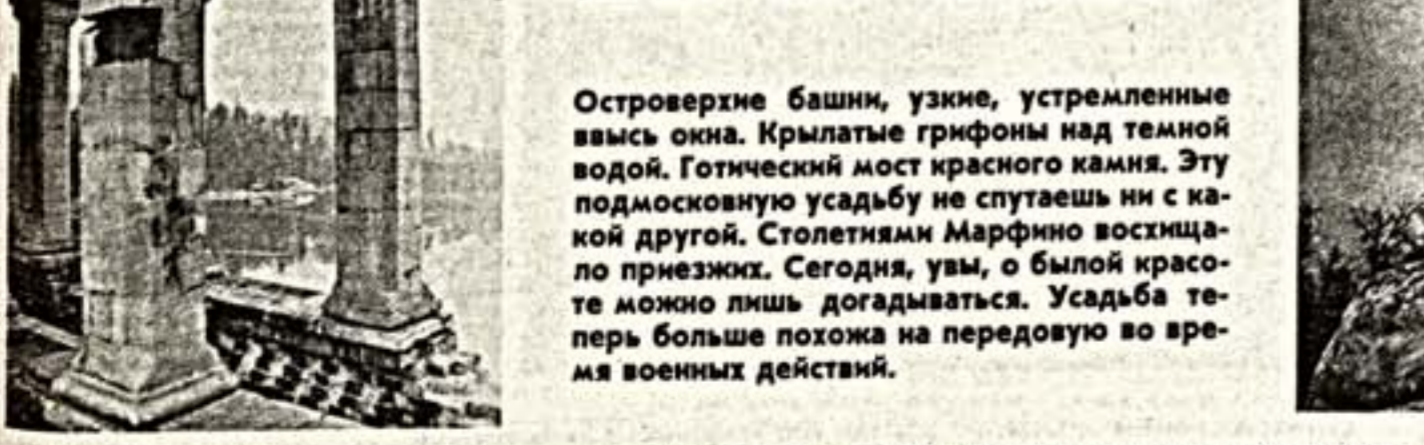 Островерхие башни, узкие, устремленные
ввысь окна. Крылатые грифоны над темной
водой. Готический мост красного камня. Эту
подмосковную усадьбу не спутаешь ни с ка-
кой другой. Столетиями Марфино восхища-
ло приезжих. Сегодня, увы, о былой красо-
те можно лишь догадываться. Усадьба те-
перь больше похожа на передовую во вре-
мя военных действий.